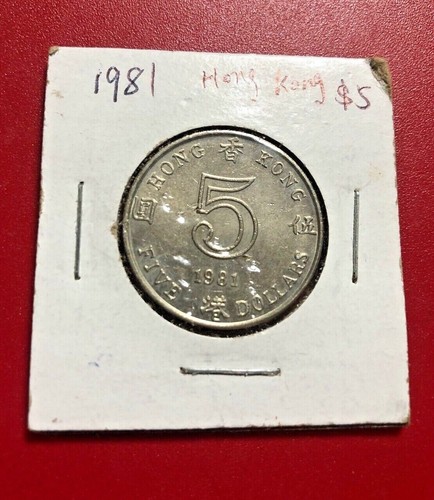 1981 Hong Kong $5
HONG 香 KONG
圓 5 伍
1981
FIVE 港 DOLLARS